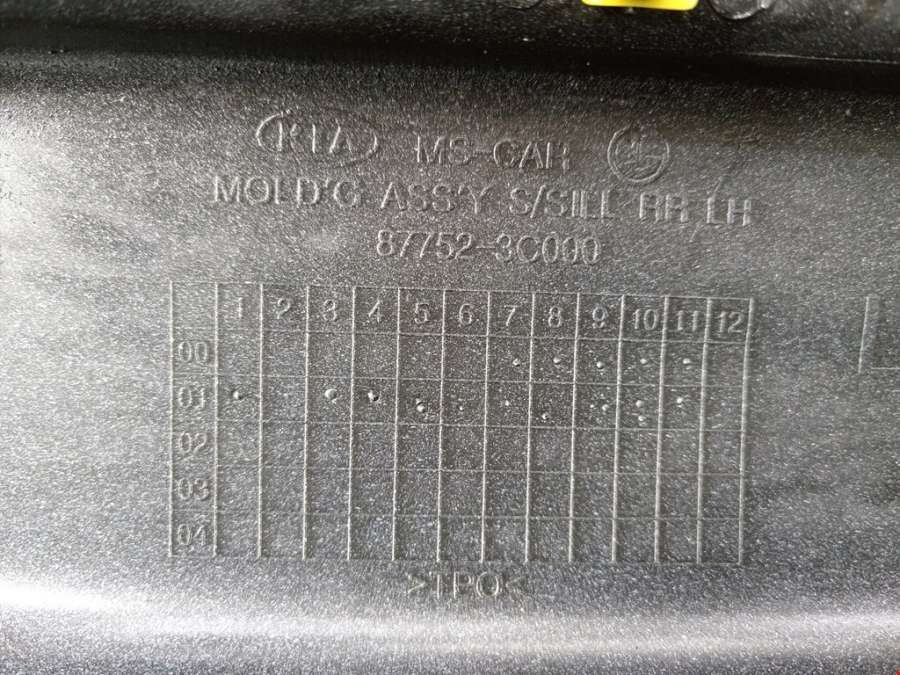 KIA MS-CAR
MOLD'G ASS'Y S/SILL RR LH
87752-3C000
1 2 3 4 5 6 7 8 9 10 11 12
00
01
02
03
04
>TPO<